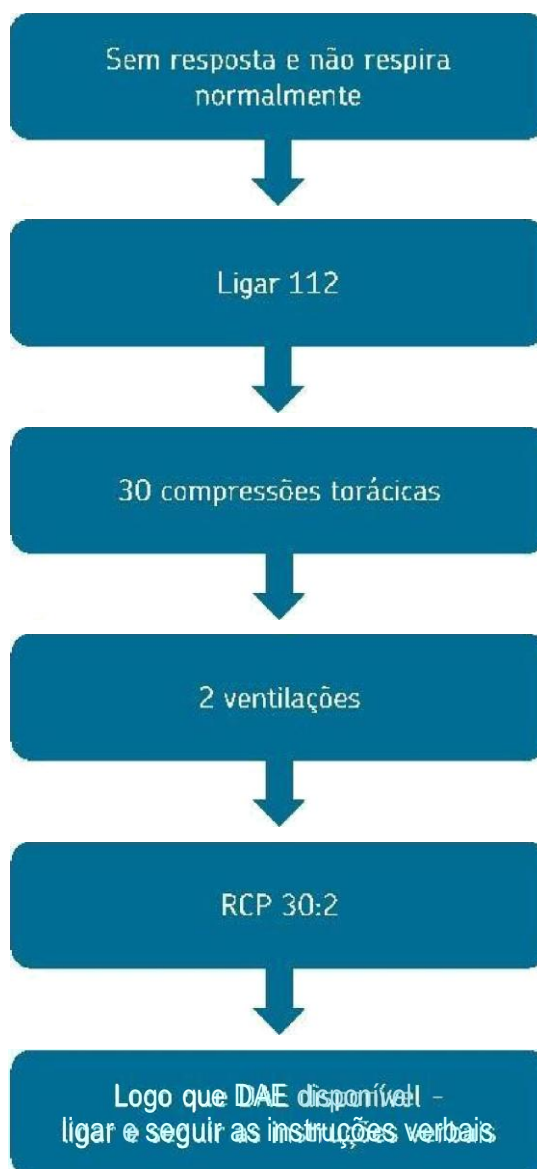 Sem resposta e não respira
normalmente
Ligar 112
30 compressões torácicas
2 ventilações
RCP 30:2
Logo que DAE disponível -
ligar e seguir as instruções verbais